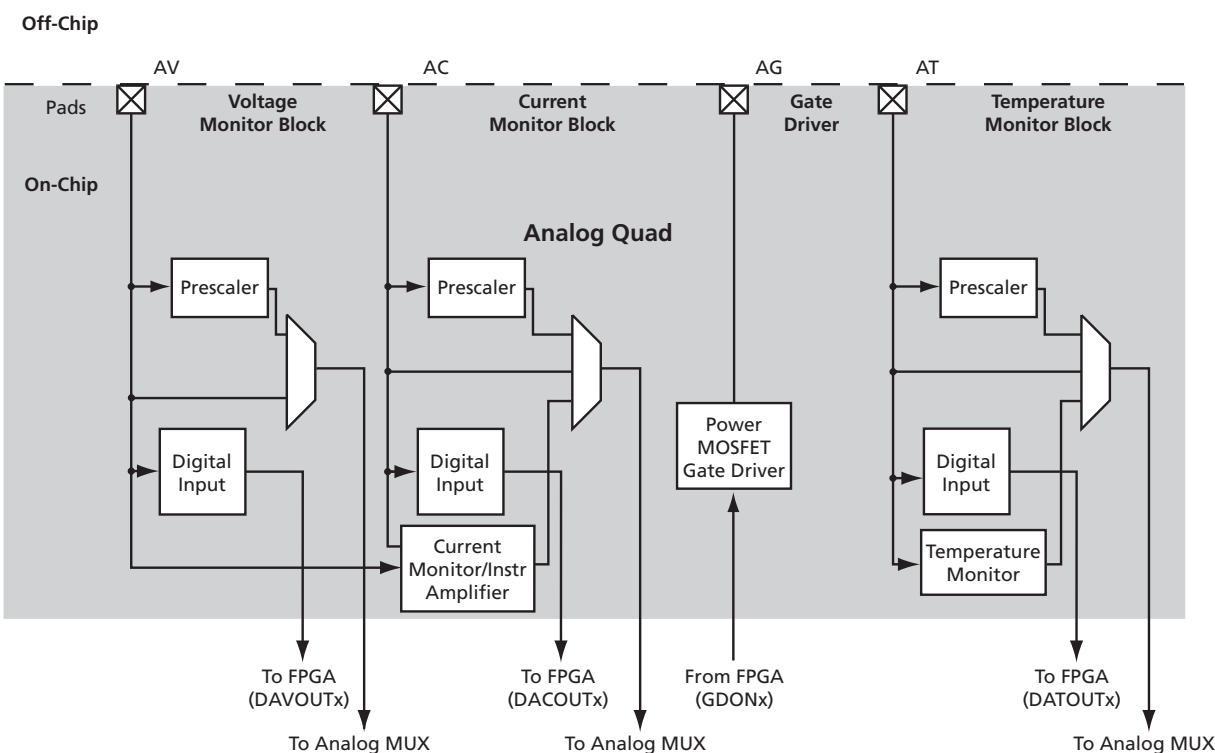 Off-Chip
AV
AC
AG
AT
Pads
Voltage
Monitor Block
Current
Monitor Block
Gate
Driver
Temperature
Monitor Block
On-Chip
Analog Quad
Prescaler
Prescaler
Prescaler
Digital
Input
Digital
Input
Power
MOSFET
Gate Driver
Digital
Input
Current
Monitor/Instr
Amplifier
Temperature
Monitor
To FPGA
(DAVOUTx)
To FPGA
(DACOUTx)
From FPGA
(GDONx)
To FPGA
(DATOUTx)
To Analog MUX
To Analog MUX
To Analog MUX